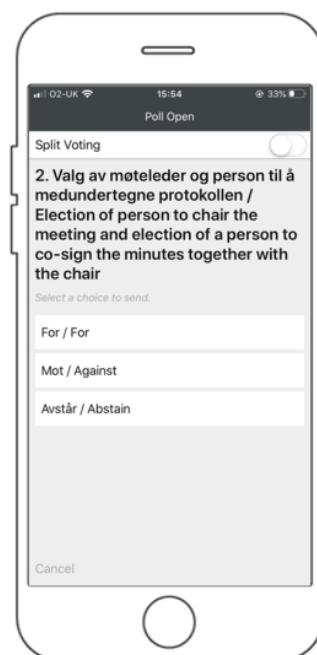 O2-UK 15:54 33%
Poll Open
Split Voting
2. Valg av møteleder og person til å
medundertegne protokollen /
Election of person to chair the
meeting and election of a person to
co-sign the minutes together with
the chair
Select a choice to send.
For / For
Mot / Against
Avstår / Abstain
Cancel